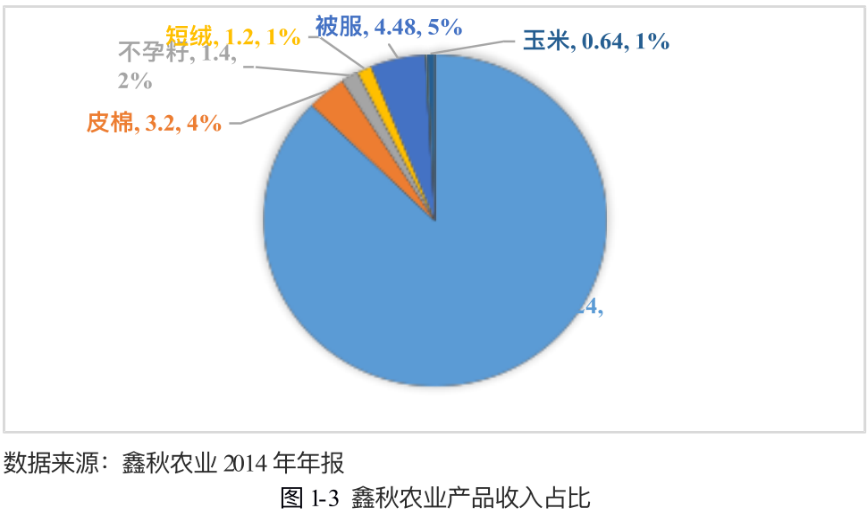 短绒, 1.2, 1%
被服, 4.48, 5%
玉米, 0.64, 1%
不孕籽, 1.4,
2%
皮棉, 3.2, 4%
24,
数据来源：鑫秋农业 2014 年年报
图 1-3 鑫秋农业产品收入占比